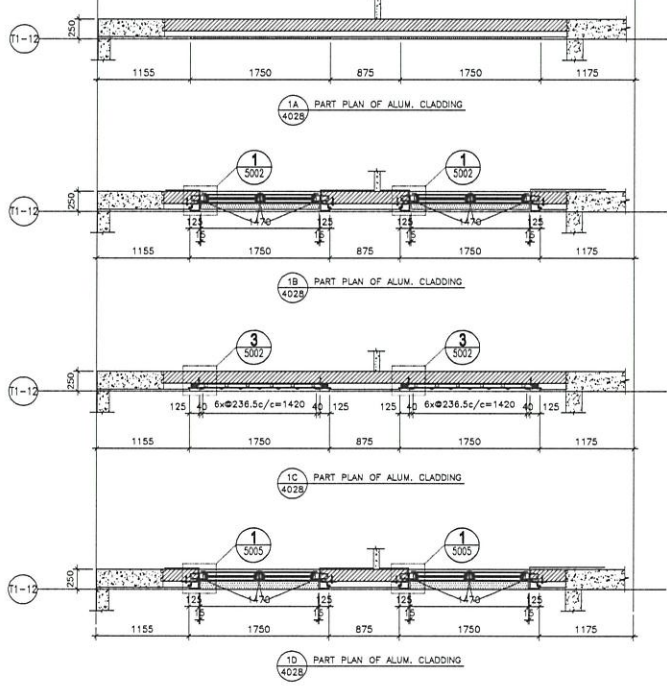 T1-12 250
1155 1750 875 1750 1175
1A PART PLAN OF ALUM. CLADDING
4028
1 1
5002 5002
T1-12 250
125 1470 125 125 1470 125
15 15 15 15
1155 1750 875 1750 1175
1B PART PLAN OF ALUM. CLADDING
4028
3 3
5002 5002
T1-12 250
125 40 6x@236.5c/c=1420 40 125 125 40 6x@236.5c/c=1420 40 125
1155 1750 875 1750 1175
1C PART PLAN OF ALUM. CLADDING
4028
1 1
5005 5005
T1-12 250
125 1470 125 125 1470 125
15 15 15 15
1155 1750 875 1750 1175
1D PART PLAN OF ALUM. CLADDING
4028